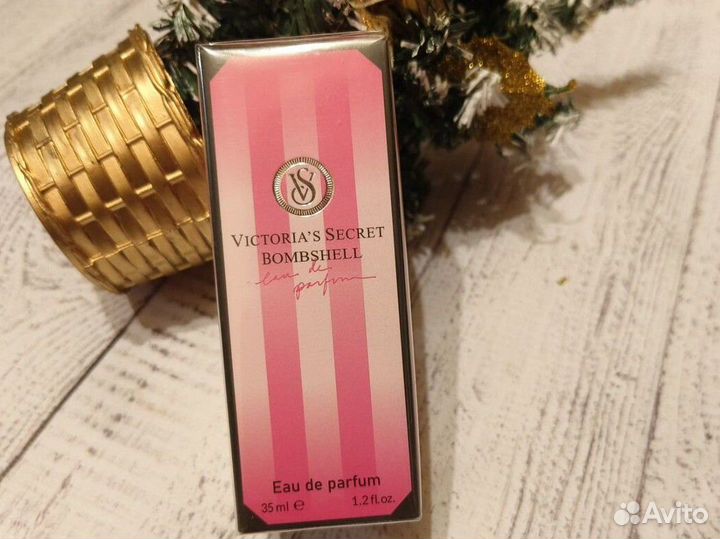 VS
VICTORIA'S SECRET
BOMBSHELL
eau de
parfum
Eau de parfum
35 ml e 1.2 fl.oz.
Avito